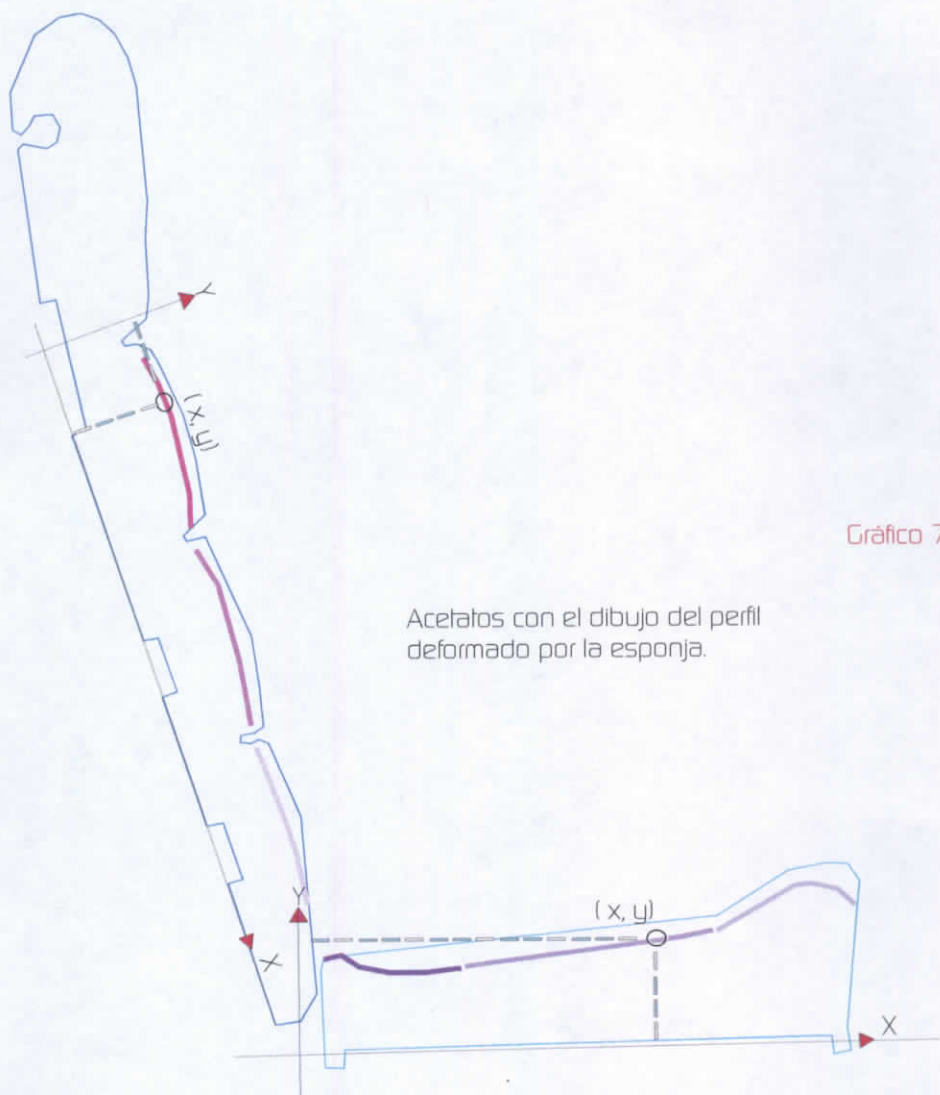 Y
(x, y)
Gráfico 7
Acetatos con el dibujo del perfil
deformado por la esponja.
Y
(x, y)
X
X